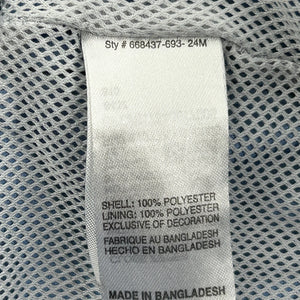 Sty # 668437-693- 24M
SHELL: 100% POLYESTER
LINING: 100% POLYESTER
EXCLUSIVE OF DECORATION
FABRIQUE AU BANGLADESH
HECHO EN BANGLADESH
MADE IN BANGLADESH